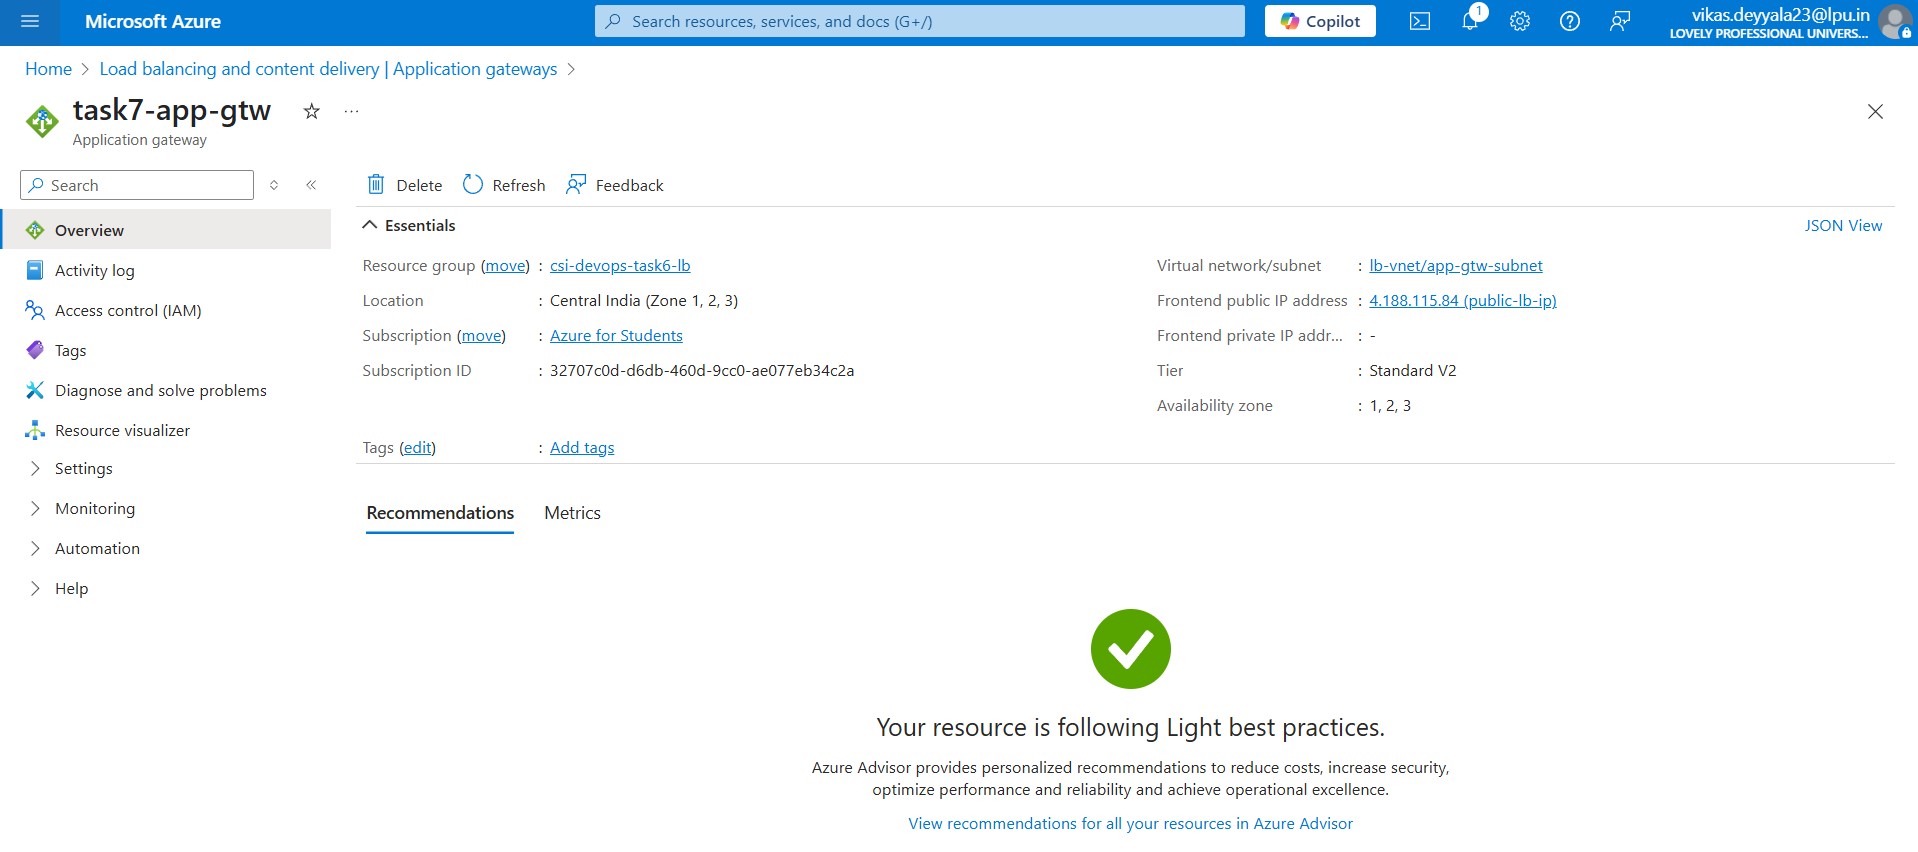 Microsoft Azure
Search resources, services, and docs (G+/)
Copilot
1
vikas.deyyala23@lpu.in
LOVELY PROFESSIONAL UNIVERS...
Home > Load balancing and content delivery | Application gateways >
task7-app-gtw
Application gateway
Search
Overview
Activity log
Access control (IAM)
Tags
Diagnose and solve problems
Resource visualizer
Settings
Monitoring
Automation
Help
Delete Refresh Feedback
Essentials
JSON View
Resource group (move) : csi-devops-task6-lb
Location : Central India (Zone 1, 2, 3)
Subscription (move) : Azure for Students
Subscription ID : 32707c0d-d6db-460d-9cc0-ae077eb34c2a
Virtual network/subnet : lb-vnet/app-gtw-subnet
Frontend public IP address : 4.188.115.84 (public-lb-ip)
Frontend private IP addr... : -
Tier : Standard V2
Availability zone : 1, 2, 3
Tags (edit) : Add tags
Recommendations Metrics
Your resource is following Light best practices.
Azure Advisor provides personalized recommendations to reduce costs, increase security,
optimize performance and reliability and achieve operational excellence.
View recommendations for all your resources in Azure Advisor